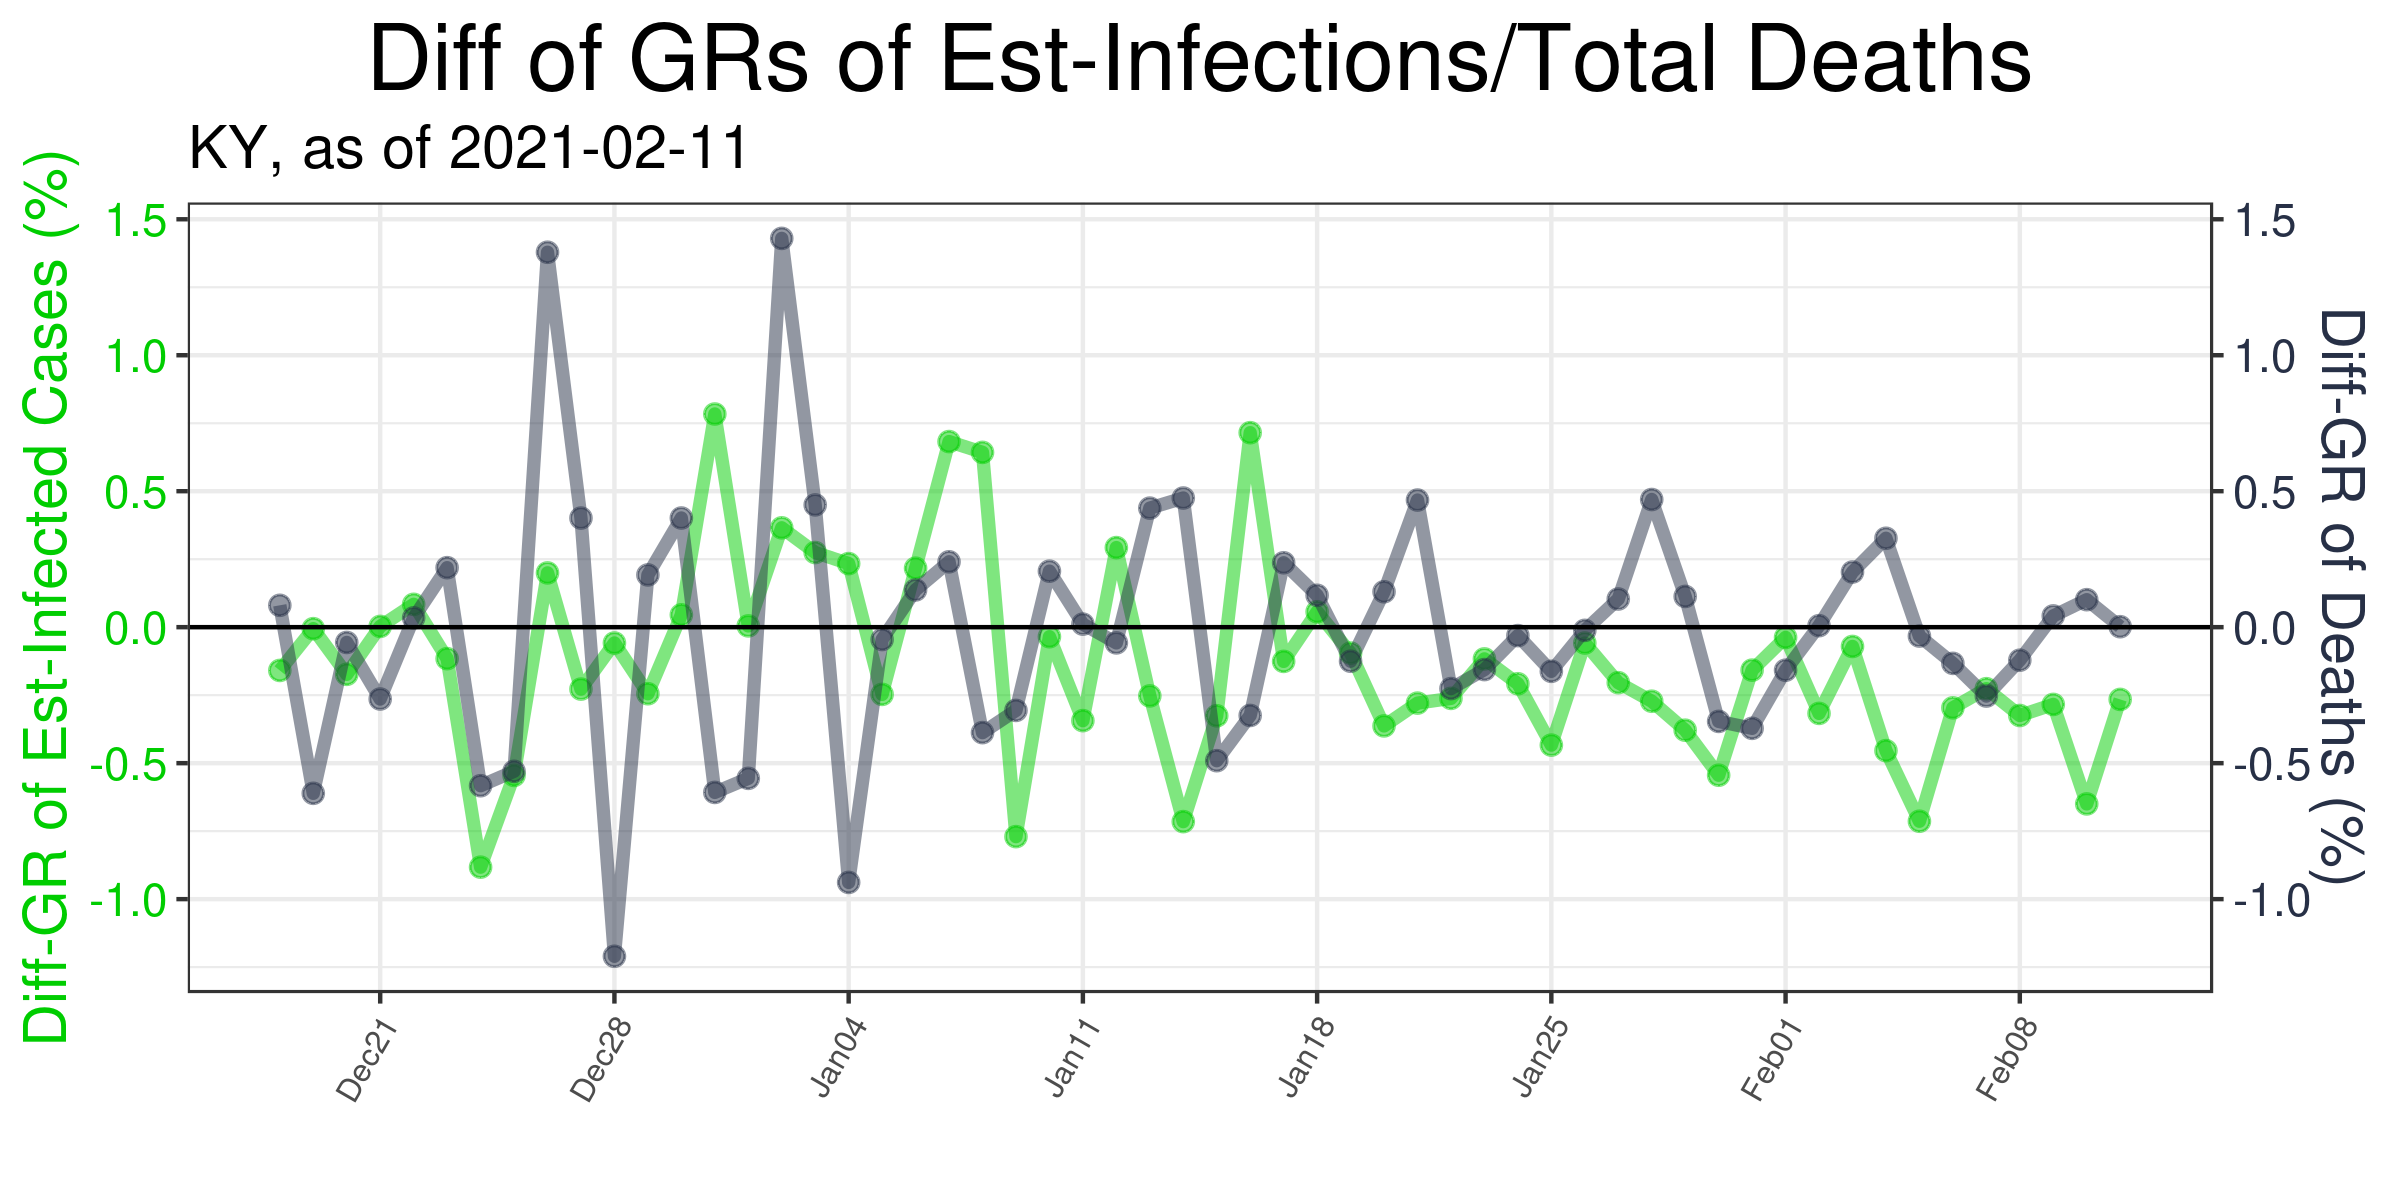 Diff of GRs of Est-Infections/Total Deaths
KY, as of 2021-02-11
Diff-GR of Est-Infected Cases (%)
1.5
1.0
0.5
0.0
-0.5
-1.0
1.5
1.0
0.5
0.0
-0.5
-1.0
Diff-GR of Deaths (%)
Dec21
Dec28
Jan04
Jan11
Jan18
Jan25
Feb01
Feb08